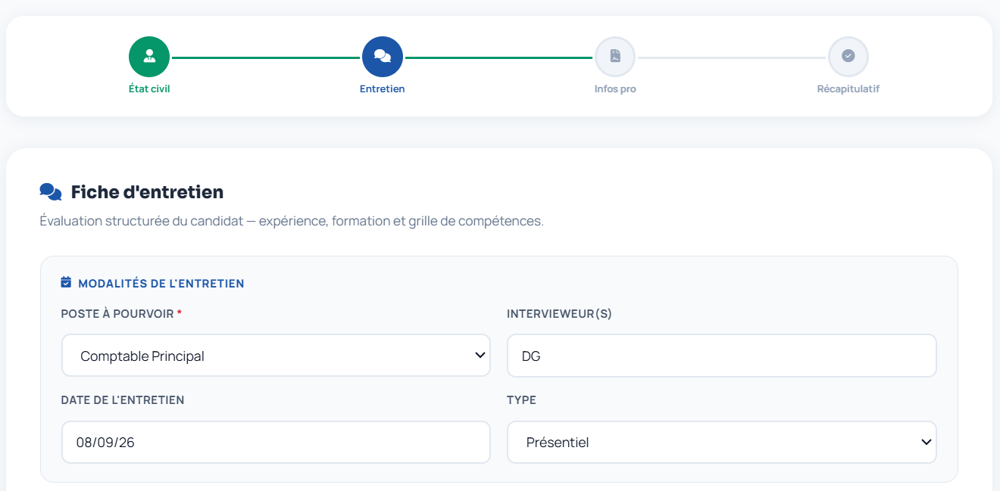 État civil
Entretien
Infos pro
Récapitulatif
Fiche d'entretien
Évaluation structurée du candidat — expérience, formation et grille de compétences.
MODALITÉS DE L'ENTRETIEN
POSTE À POURVOIR *
INTERVIEWEUR(S)
Comptable Principal
DG
DATE DE L'ENTRETIEN
TYPE
08/09/26
Présentiel